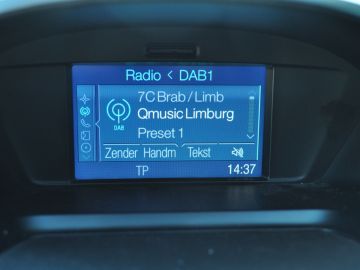 Radio < DAB1
7C Brab / Limb
Qmusic Limburg
DAB
Preset 1
Zender Handm Tekst
TP 14:37